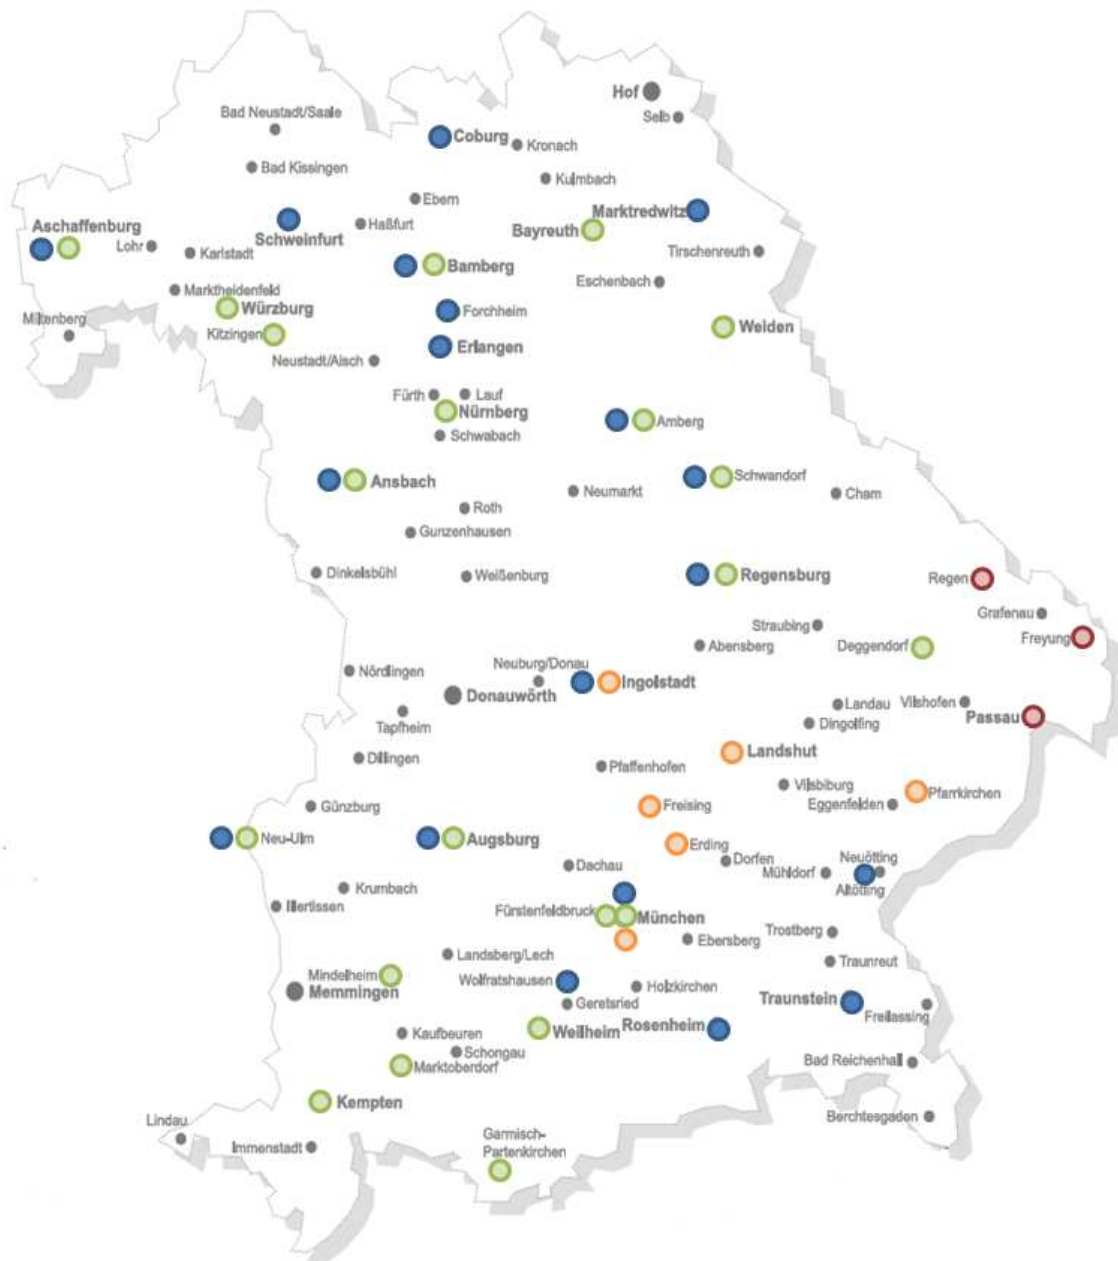 Hof
Selb
Bad Neustadt/Saale
Coburg
Kronach
Bad Kissingen
Kulmbach
Ebern
Marktredwitz
Aschaffenburg
Haßfurt
Bayreuth
Schweinfurt
Lohr
Karlstadt
Tirschenreuth
Bamberg
Eschenbach
Marktheidenfeld
Würzburg
Forchheim
Miltenberg
Kitzingen
Weiden
Erlangen
Neustadt/Aisch
Fürth
Lauf
Nürnberg
Amberg
Schwabach
Ansbach
Schwandorf
Neumarkt
Cham
Roth
Gunzenhausen
Dinkelsbühl
Weißenburg
Regensburg
Regen
Grafenau
Straubing
Freyung
Abensberg
Deggendorf
Nördlingen
Neuburg/Donau
Ingolstadt
Donauwörth
Landau
Vilshofen
Passau
Tapfheim
Dingolfing
Landshut
Dillingen
Pfaffenhofen
Vilsbiburg
Pfarrkirchen
Günzburg
Freising
Eggenfelden
Neu-Ulm
Augsburg
Erding
Dorfen
Neuötting
Dachau
Mühldorf
Altötting
Krumbach
Illertissen
Fürstenfeldbruck
München
Trostberg
Ebersberg
Landsberg/Lech
Traunreut
Mindelheim
Wolfratshausen
Holzkirchen
Memmingen
Traunstein
Geretsried
Freilassing
Rosenheim
Kaufbeuren
Weilheim
Schongau
Marktoberdorf
Bad Reichenhall
Kempten
Berchtesgaden
Lindau
Immenstadt
Garmisch-
Partenkirchen